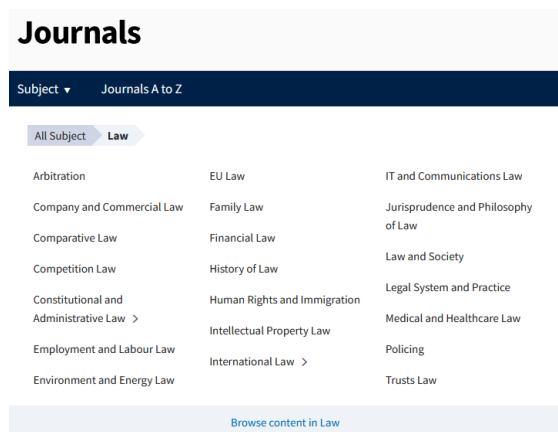 Journals
Subject ▾ Journals A to Z
All Subject Law
Arbitration
Company and Commercial Law
Comparative Law
Competition Law
Constitutional and
Administrative Law >
Employment and Labour Law
Environment and Energy Law
EU Law
Family Law
Financial Law
History of Law
Human Rights and Immigration
Intellectual Property Law
International Law >
IT and Communications Law
Jurisprudence and Philosophy
of Law
Law and Society
Legal System and Practice
Medical and Healthcare Law
Policing
Trusts Law
Browse content in Law